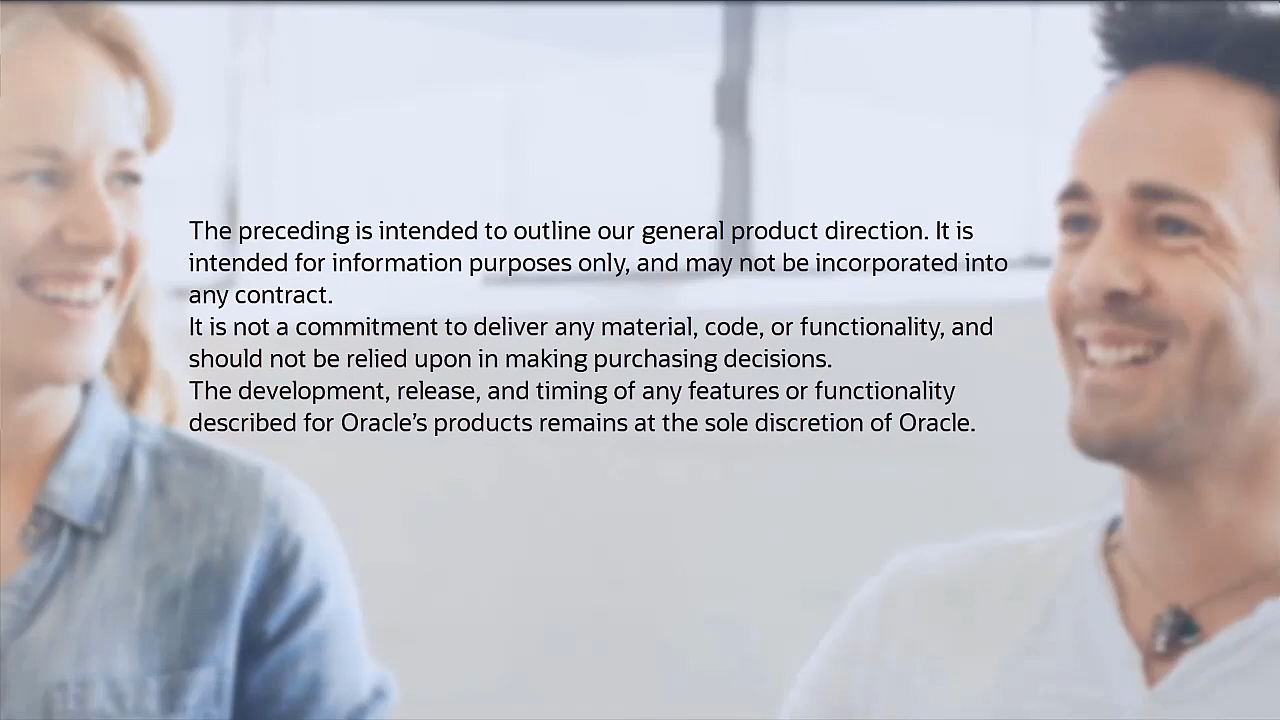 The preceding is intended to outline our general product direction. It is
intended for information purposes only, and may not be incorporated into
any contract.
It is not a commitment to deliver any material, code, or functionality, and
should not be relied upon in making purchasing decisions.
The development, release, and timing of any features or functionality
described for Oracle’s products remains at the sole discretion of Oracle.